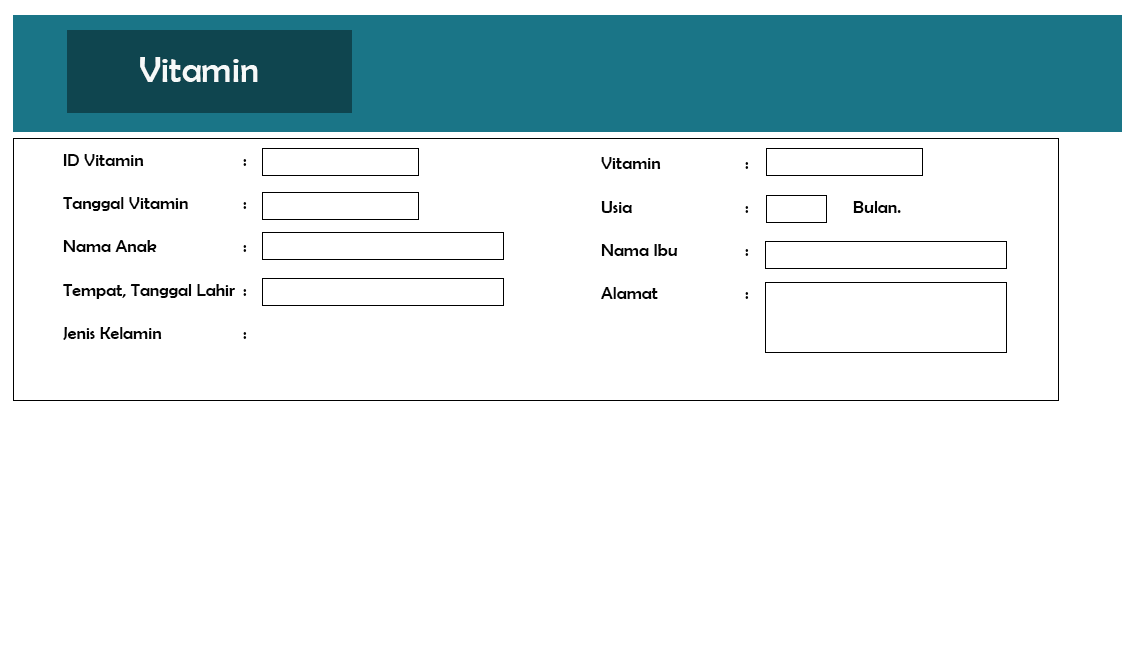 Vitamin
ID Vitamin :
Tanggal Vitamin :
Nama Anak :
Tempat, Tanggal Lahir :
Jenis Kelamin :
Vitamin :
Usia : Bulan.
Nama Ibu :
Alamat :